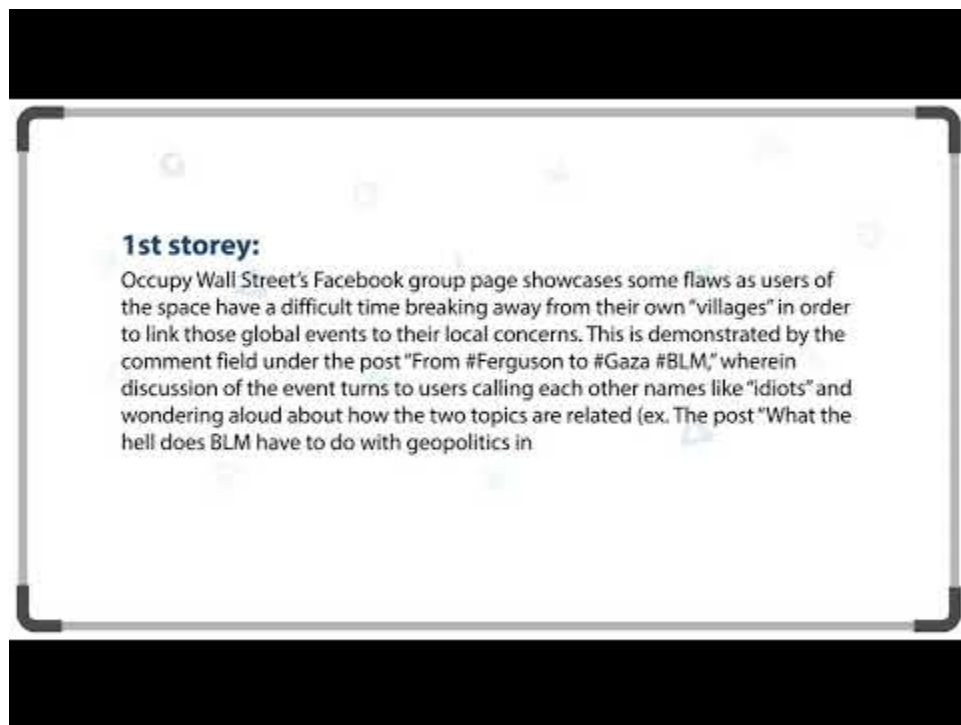 1st storey:
Occupy Wall Street's Facebook group page showcases some flaws as users of
the space have a difficult time breaking away from their own "villages" in order
to link those global events to their local concerns. This is demonstrated by the
comment field under the post "From #Ferguson to #Gaza #BLM," wherein
discussion of the event turns to users calling each other names like "idiots" and
wondering aloud about how the two topics are related (ex. The post "What the
hell does BLM have to do with geopolitics in